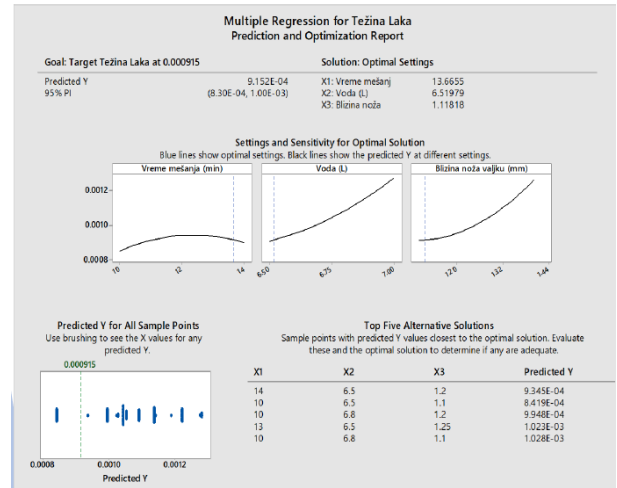 Multiple Regression for Težina Laka
Prediction and Optimization Report
Goal: Target Težina Laka at 0.000915
Solution: Optimal Settings
Predicted Y 9.152E-04
95% PI (8.30E-04, 1.00E-03)
X1: Vreme mešanj 13.6655
X2: Voda (L) 6.51979
X3: Blizina noža 1.11818
Settings and Sensitivity for Optimal Solution
Blue lines show optimal settings. Black lines show the predicted Y at different settings.
Vreme mešanja (min) Voda (L) Blizina noža valjku (mm)
0.0012
0.0010
0.0008
10 12 14 6.50 6.75 7.00 1.20 1.32 1.44
Predicted Y for All Sample Points
Use brushing to see the X values for any
predicted Y.
0.000915
0.0008 0.0010 0.0012
Predicted Y
Top Five Alternative Solutions
Sample points with predicted Y values closest to the optimal solution. Evaluate
these and the optimal solution to determine if any are adequate.
X1 X2 X3 Predicted Y
14 6.5 1.2 9.345E-04
10 6.5 1.1 8.419E-04
10 6.8 1.2 9.948E-04
13 6.5 1.25 1.023E-03
10 6.8 1.1 1.028E-03